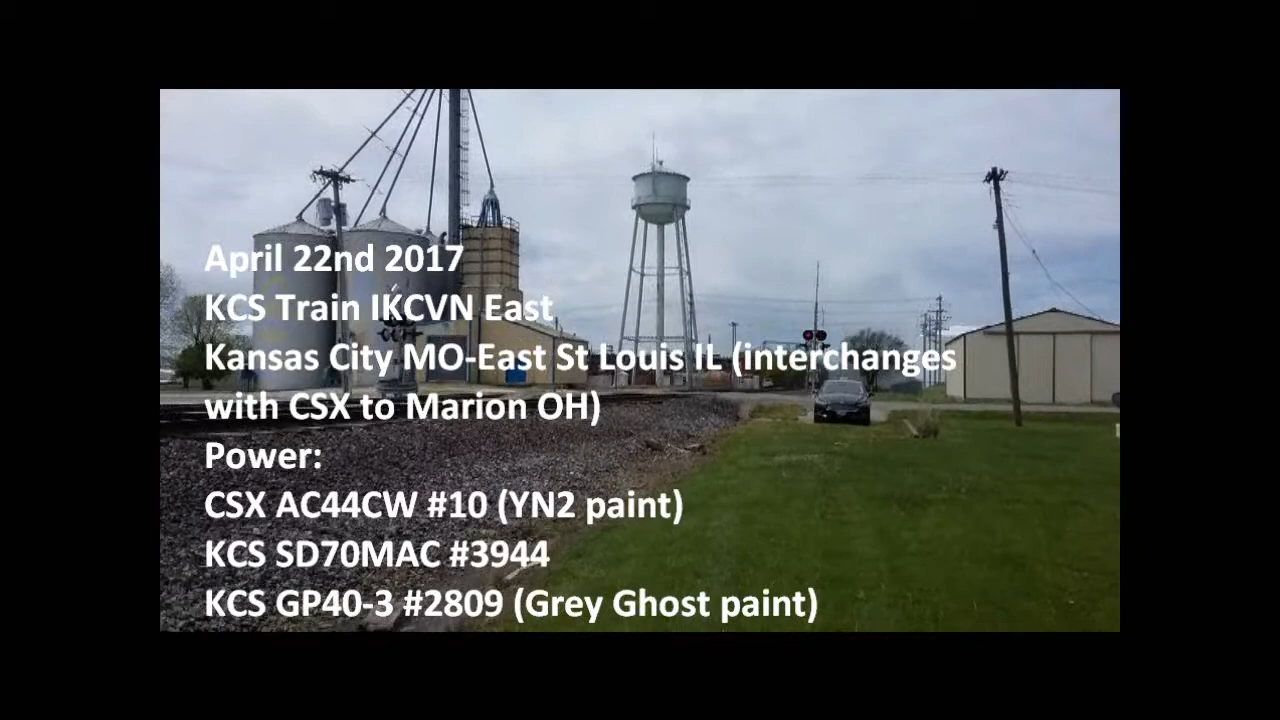 April 22nd 2017
KCS Train IKCVN East
Kansas City MO-East St Louis IL (interchanges
with CSX to Marion OH)
Power:
CSX AC44CW #10 (YN2 paint)
KCS SD70MAC #3944
KCS GP40-3 #2809 (Grey Ghost paint)